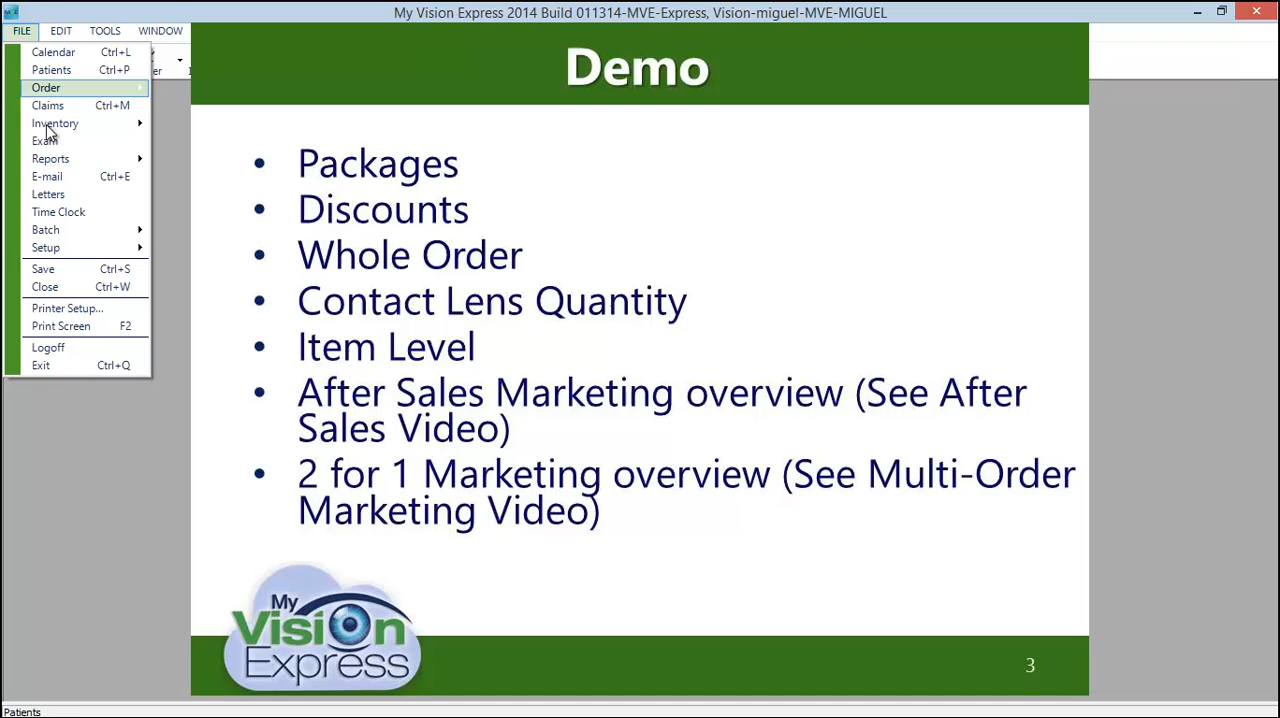 My Vision Express 2014 Build 011314-MVE-Express, Vision-miguel-MVE-MIGUEL
FILE EDIT TOOLS WINDOW
Calendar Ctrl+L
Patients Ctrl+P
Order
Claims Ctrl+M
Inventory
Exam
Reports
E-mail Ctrl+E
Letters
Time Clock
Batch
Setup
Save Ctrl+S
Close Ctrl+W
Printer Setup...
Print Screen F2
Logoff
Exit Ctrl+Q
Demo
• Packages
• Discounts
• Whole Order
• Contact Lens Quantity
• Item Level
• After Sales Marketing overview (See After
Sales Video)
• 2 for 1 Marketing overview (See Multi-Order
Marketing Video)
My
Vision
Express
3
Patients